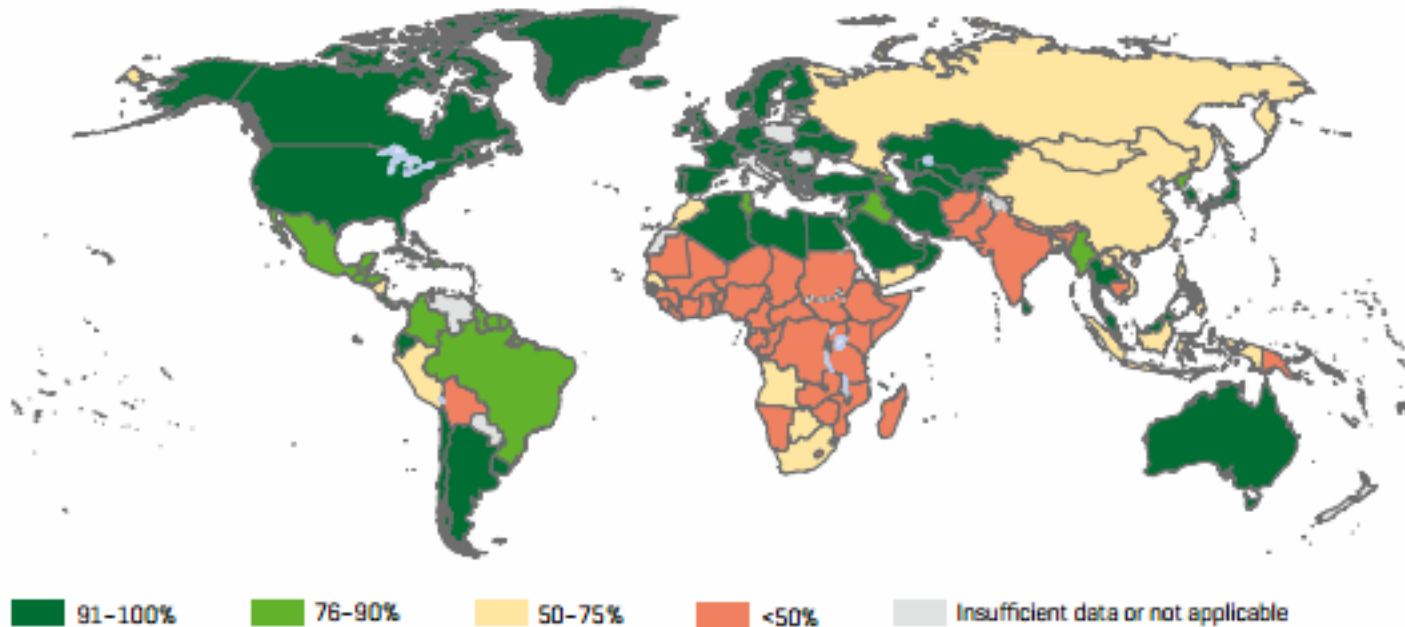 91–100%
76–90%
50–75%
<50%
Insufficient data or not applicable